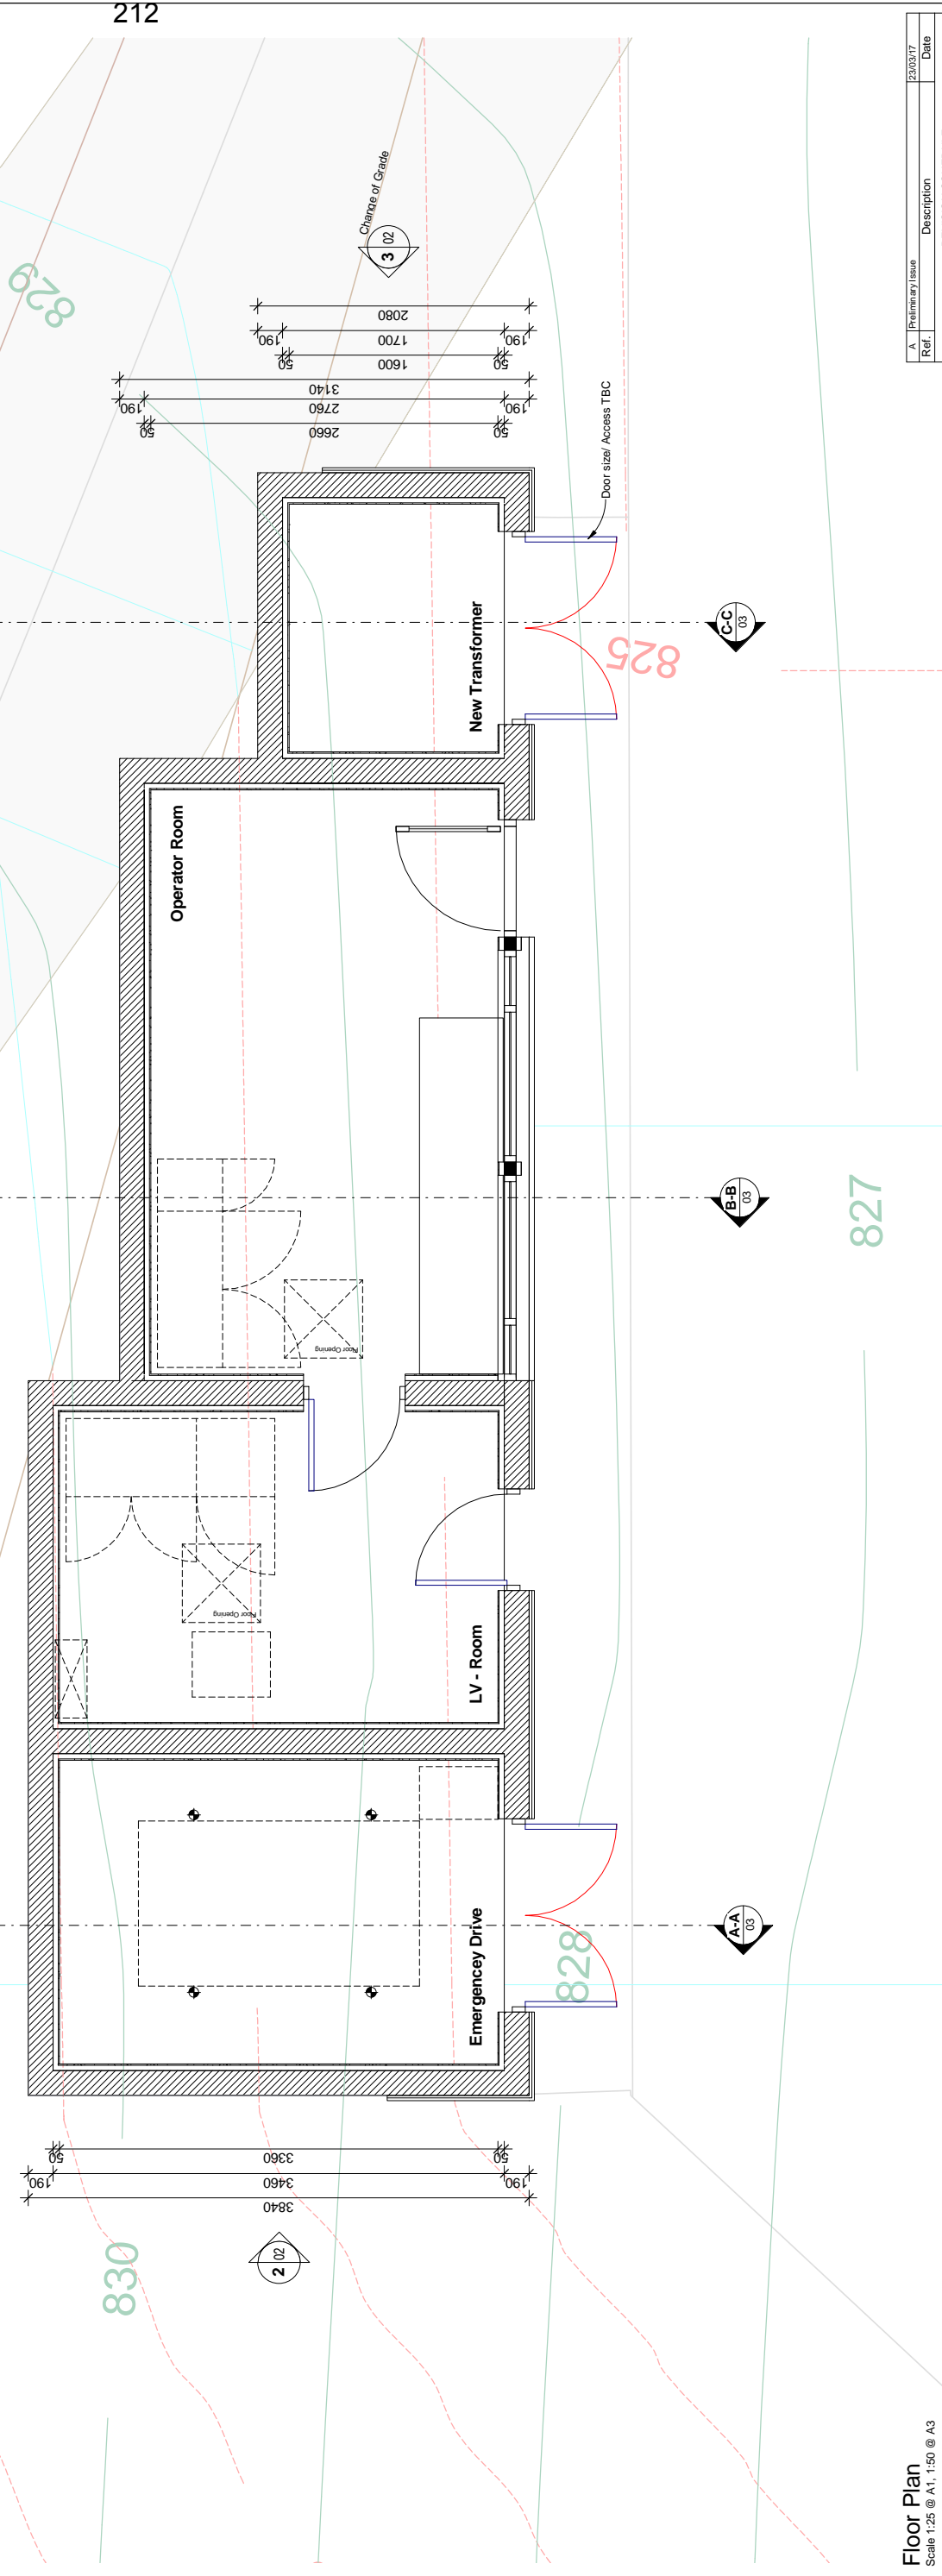 212
829
Change of Grade
3 02
2080
190
1700
190
50
1600
50
3140
190
2760
190
50
2660
50
Door size/ Access TBC
A Preliminary Issue 23/03/17
Ref. Description Date
New Transformer
825
C-C
03
Operator Room
Floor Opening
B-B
03
827
Floor Opening
LV - Room
Emergencey Drive
828
A-A
03
50
3360
50
190
3460
190
3840
2 02
830
Floor Plan
Scale 1:25 @ A1, 1:50 @ A3